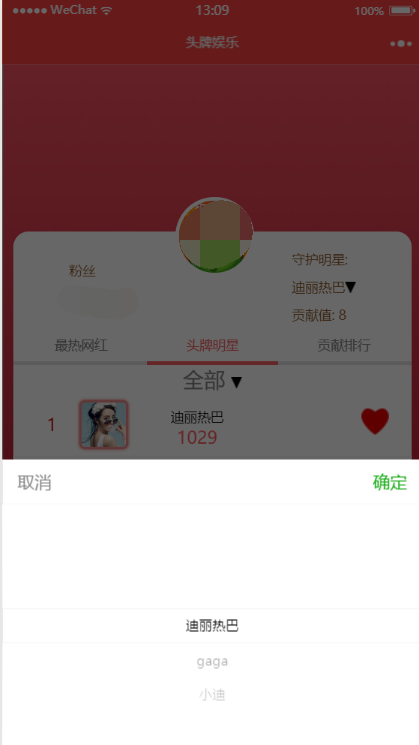 ●●●●● WeChat 13:09 100%
头牌娱乐
粉丝
守护明星:
迪丽热巴▼
贡献值: 8
最热网红 头牌明星 贡献排行
全部 ▼
1 迪丽热巴
1029
取消 确定
迪丽热巴
gaga
小迪